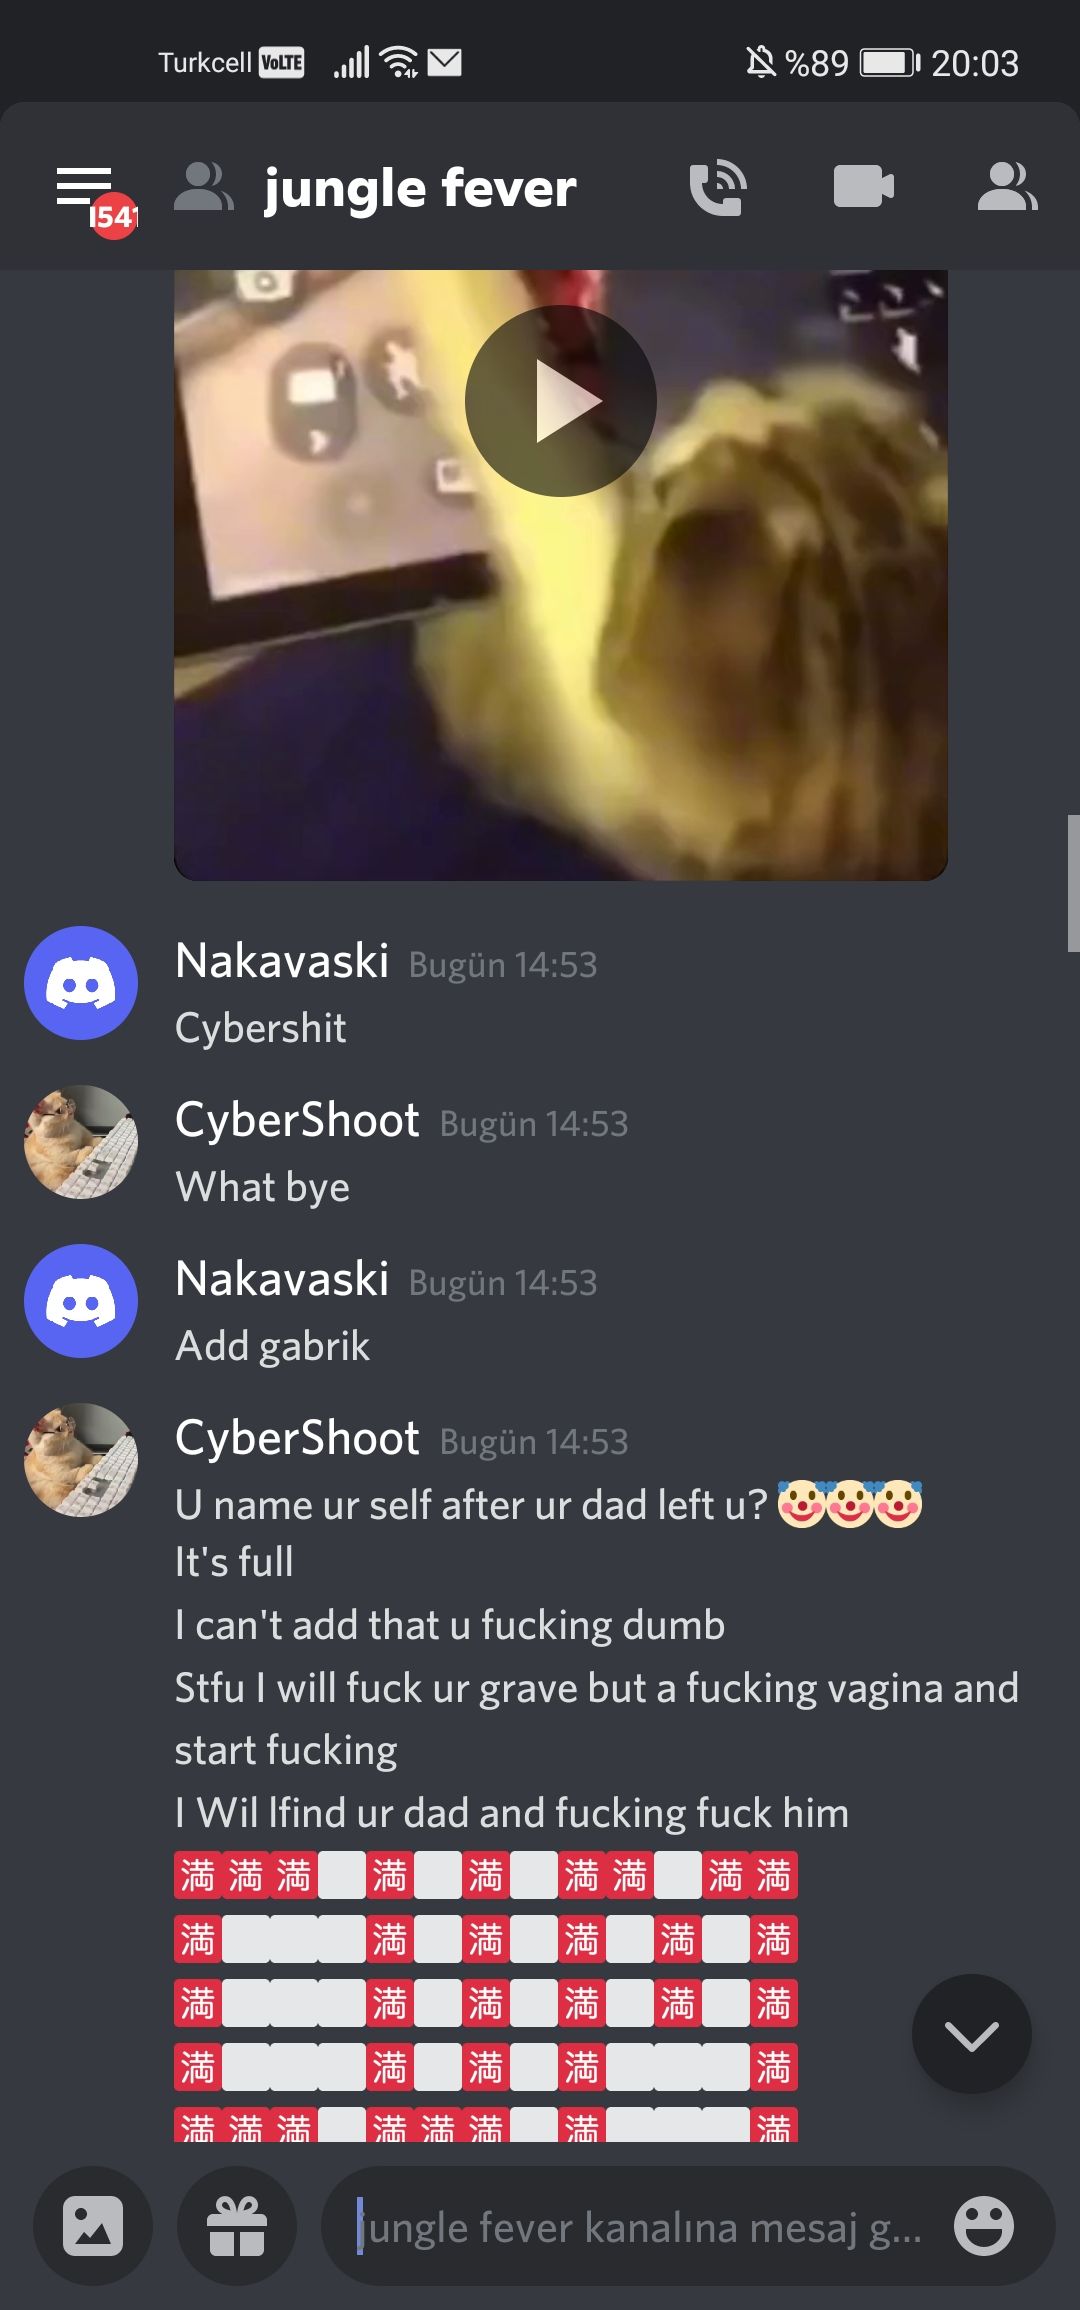 Turkcell VoLTE %89 20:03
1541 jungle fever
Nakavaski Bugün 14:53
Cybershit
CyberShoot Bugün 14:53
What bye
Nakavaski Bugün 14:53
Add gabrik
CyberShoot Bugün 14:53
U name ur self after ur dad left u? 🤡🤡🤡
It's full
I can't add that u fucking dumb
Stfu I will fuck ur grave but a fucking vagina and
start fucking
I Wil lfind ur dad and fucking fuck him
🈵🈵🈵⬜🈵⬜🈵⬜🈵🈵⬜🈵🈵
🈵⬜⬜⬜🈵⬜🈵⬜🈵⬜🈵⬜🈵
🈵⬜⬜⬜🈵⬜🈵⬜🈵⬜🈵⬜🈵
🈵⬜⬜⬜🈵⬜🈵⬜🈵⬜⬜⬜🈵
🈵🈵🈵⬜🈵🈵🈵⬜🈵⬜⬜⬜🈵
jungle fever kanalına mesaj g...